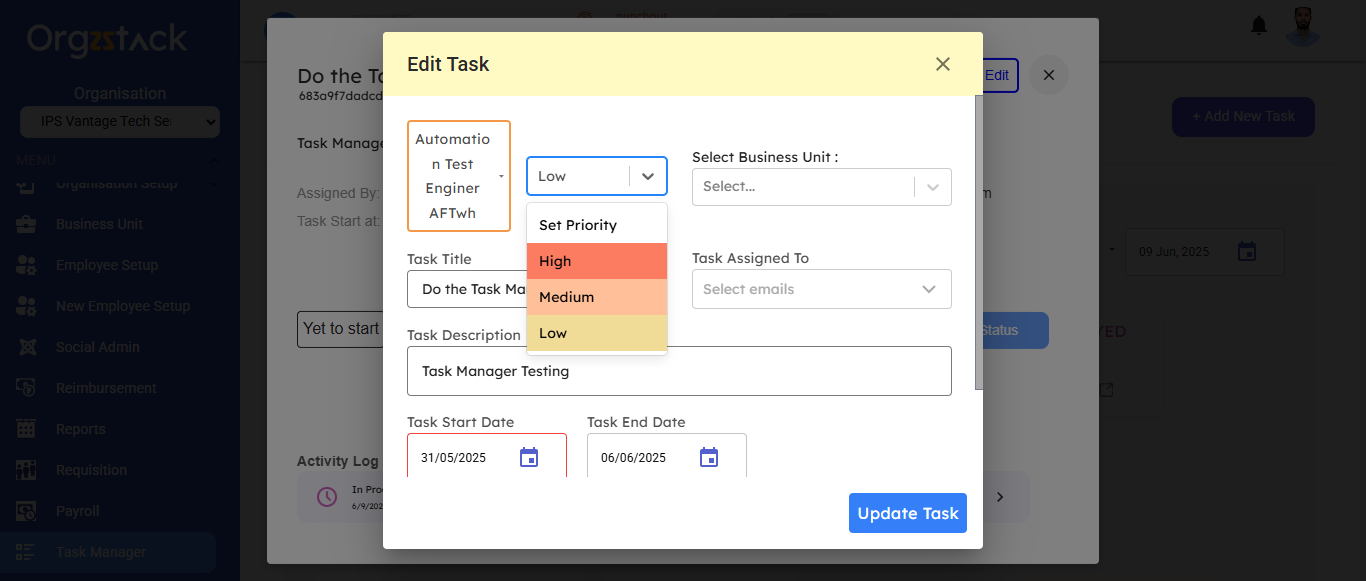 Orgzstack
Organisation
IPS Vantage Tech Se
MENU
Organisation Setup
Business Unit
Employee Setup
New Employee Setup
Social Admin
Reimbursement
Reports
Requisition
Payroll
Task Manager
+ Add New Task
09 Jun, 2025
Do the Ta
683a9f7dadcd
Edit
Task Manage
Assigned By:
Task Start at:
m
Yet to start
Status
YED
Activity Log
In Pro
6/9/202
Edit Task
Automatio
n Test
Enginer
AFTwh
Low
Set Priority
High
Medium
Low
Select Business Unit :
Select...
Task Title
Do the Task Ma
Task Assigned To
Select emails
Task Description
Task Manager Testing
Task Start Date
31/05/2025
Task End Date
06/06/2025
Update Task